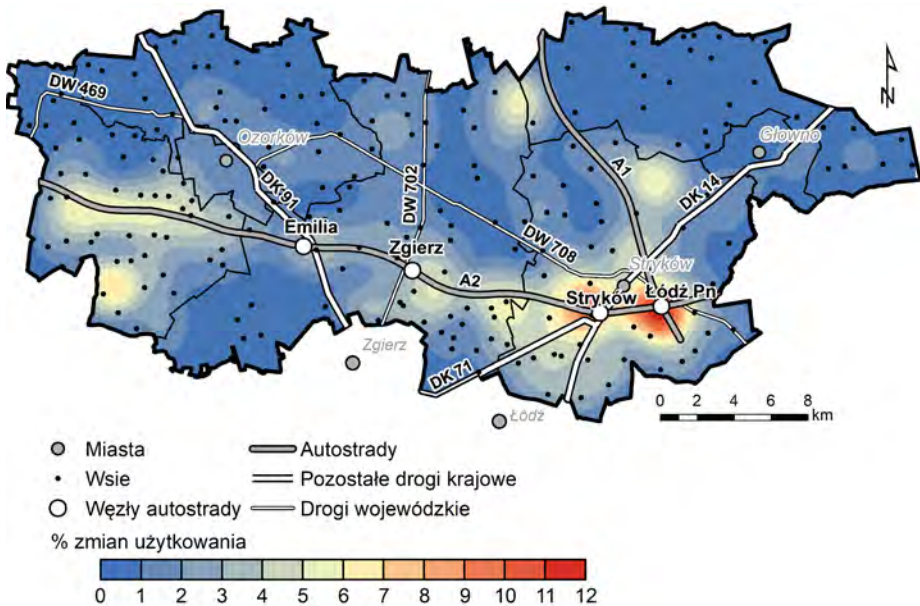 N
DW 469
Ozorków
Głowno
A1
DK 14
DK91
DW 702
Emilia
Zgierz
DW 708
Stryków
A2
Stryków
Łódź Pn
Zgierz
DK 71
Łódź
0 2 4 6 8
km
Miasta
Autostrady
Wsie
Pozostałe drogi krajowe
Węzły autostrady
Drogi wojewódzkie
% zmian użytkowania
0 1 2 3 4 5 6 7 8 9 10 11 12